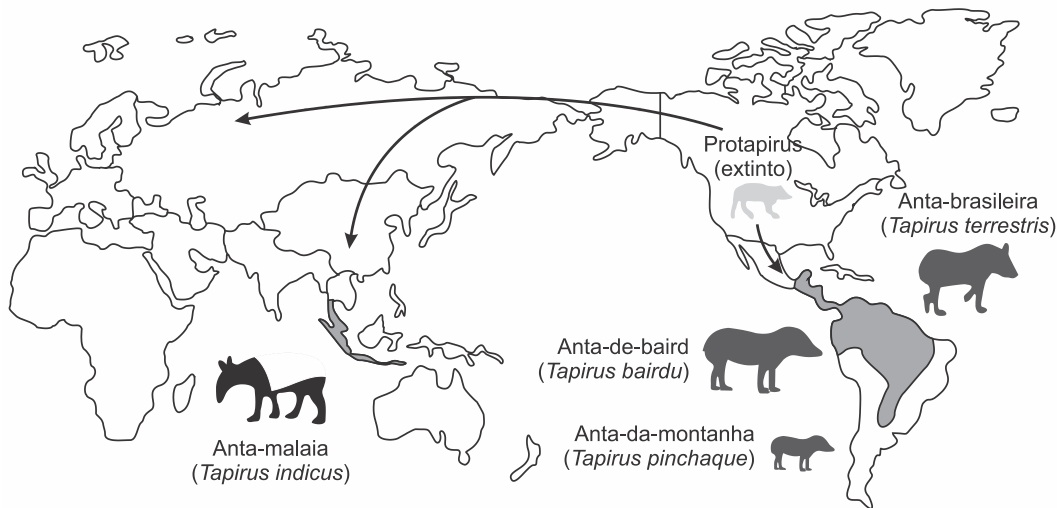 Protapirus
(extinto)
Anta-brasileira
(Tapirus terrestris)
Anta-de-baird
(Tapirus bairdu)
Anta-da-montanha
(Tapirus pinchaque)
Anta-malaia
(Tapirus indicus)